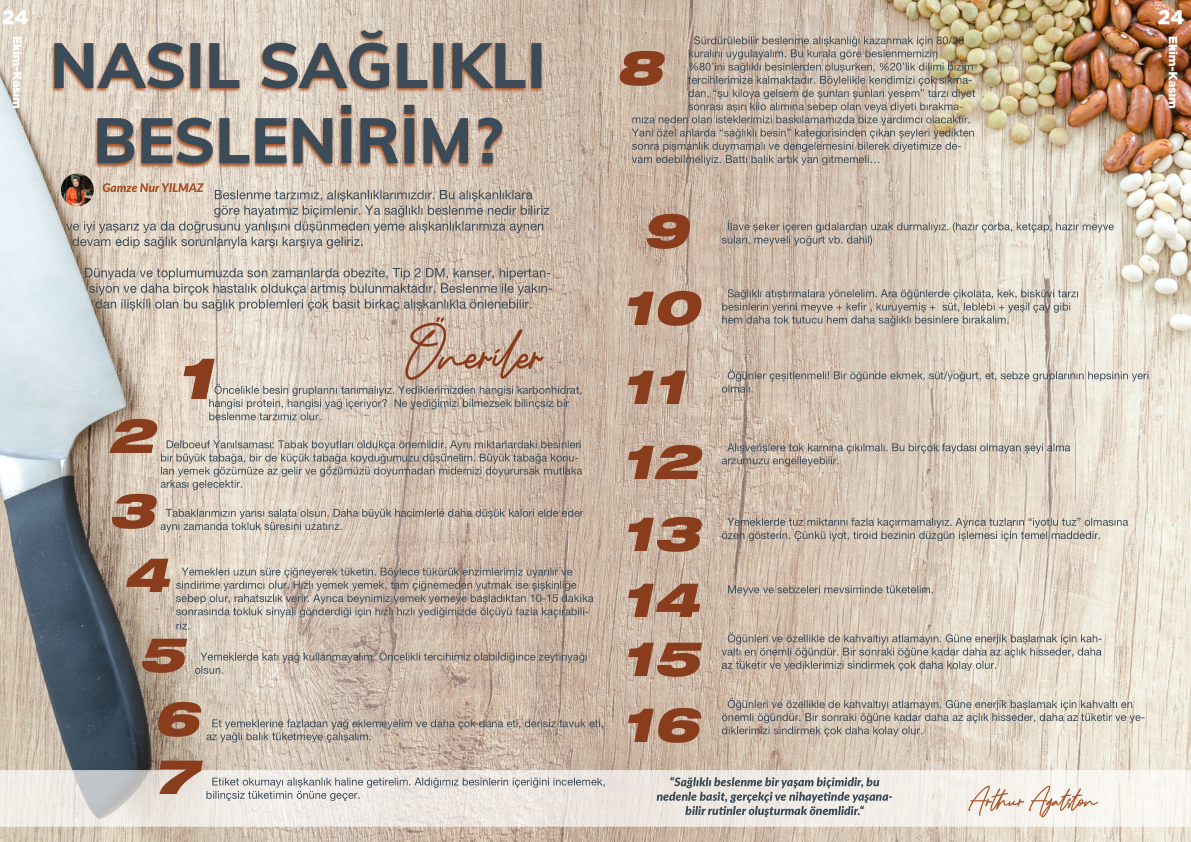 24
Ekim-Kasım
NASIL SAĞLIKLI
BESLENİRİM?
Gamze Nur YILMAZ
Beslenme tarzımız, alışkanlıklarımızdır. Bu alışkanlıklara
göre hayatımız biçimlenir. Ya sağlıklı beslenme nedir biliriz
ve iyi yaşarız ya da doğrusunu yanlışını düşünmeden yeme alışkanlıklarımıza aynen
devam edip sağlık sorunlarıyla karşı karşıya geliriz.
Dünyada ve toplumumuzda son zamanlarda obezite, Tip 2 DM, kanser, hipertan-
siyon ve daha birçok hastalık oldukça artmış bulunmaktadır. Beslenme ile yakın-
dan ilişkili olan bu sağlık problemleri çok basit birkaç alışkanlıkla önlenebilir.
Öneriler
1
Öncelikle besin gruplarını tanımalıyız. Yediklerimizden hangisi karbonhidrat,
hangisi protein, hangisi yağ içeriyor? Ne yediğimizi bilmezsek bilinçsiz bir
beslenme tarzımız olur.
2
Delboeuf Yanılsaması: Tabak boyutları oldukça önemlidir. Aynı miktarlardaki besinleri
bir büyük tabağa, bir de küçük tabağa koyduğumuzu düşünelim. Büyük tabağa konu-
lan yemek gözümüze az gelir ve gözümüzü doyurmadan midemizi doyurursak mutlaka
arkası gelecektir.
3
Tabaklarımızın yarısı salata olsun. Daha büyük hacimlerle daha düşük kalori elde eder
aynı zamanda tokluk süresini uzatırız.
4
Yemekleri uzun süre çiğneyerek tüketin. Böylece tükürük enzimlerimiz uyarılır ve
sindirime yardımcı olur. Hızlı yemek yemek, tam çiğnemeden yutmak ise şişkinliğe
sebep olur, rahatsızlık verir. Ayrıca beynimiz yemek yemeye başladıktan 10-15 dakika
sonrasında tokluk sinyali gönderdiği için hızlı hızlı yediğimizde ölçüyü fazla kaçırabili-
riz.
5
Yemeklerde katı yağ kullanmayalım. Öncelikli tercihimiz olabildiğince zeytinyağı
olsun.
6
Et yemeklerine fazladan yağ eklemeyelim ve daha çok dana eti, derisiz tavuk eti,
az yağlı balık tüketmeye çalışalım.
7
Etiket okumayı alışkanlık haline getirelim. Aldığımız besinlerin içeriğini incelemek,
bilinçsiz tüketimin önüne geçer.
24
Ekim-Kasım
8
Sürdürülebilir beslenme alışkanlığı kazanmak için 80/20
kuralını uygulayalım. Bu kurala göre beslenmemizin
%80'ini sağlıklı besinlerden oluşurken, %20'lik dilimi bizim
tercihlerimize kalmaktadır. Böylelikle kendimizi çok sıkma-
dan, "şu kiloya gelsem de şunları şunları yesem" tarzı diyet
sonrası aşırı kilo alımına sebep olan veya diyeti bırakma-
mıza neden olan isteklerimizi baskılamamızda bize yardımcı olacaktır.
Yani özel anlarda "sağlıklı besin" kategorisinden çıkan şeyleri yedikten
sonra pişmanlık duymamalı ve dengelemesini bilerek diyetimize de-
vam edebilmeliyiz. Battı balık artık yan gitmemeli…
9
İlave şeker içeren gıdalardan uzak durmalıyız. (hazır çorba, ketçap, hazır meyve
suları, meyveli yoğurt vb. dahil)
10
Sağlıklı atıştırmalara yönelelim. Ara öğünlerde çikolata, kek, bisküvi tarzı
besinlerin yerini meyve + kefir , kuruyemiş + süt, leblebi + yeşil çay gibi
hem daha tok tutucu hem daha sağlıklı besinlere bırakalım.
11
Öğünler çeşitlenmeli! Bir öğünde ekmek, süt/yoğurt, et, sebze gruplarının hepsinin yeri
olmalı.
12
Alışverişlere tok karnına çıkılmalı. Bu birçok faydası olmayan şeyi alma
arzumuzu engelleyebilir.
13
Yemeklerde tuz miktarını fazla kaçırmamalıyız. Ayrıca tuzların "iyotlu tuz" olmasına
özen gösterin. Çünkü iyot, tiroid bezinin düzgün işlemesi için temel maddedir.
14
Meyve ve sebzeleri mevsiminde tüketelim.
15
Öğünleri ve özellikle de kahvaltıyı atlamayın. Güne enerjik başlamak için kah-
valtı en önemli öğündür. Bir sonraki öğüne kadar daha az açlık hisseder, daha
az tüketir ve yediklerimizi sindirmek çok daha kolay olur.
16
Öğünleri ve özellikle de kahvaltıyı atlamayın. Güne enerjik başlamak için kahvaltı en
önemli öğündür. Bir sonraki öğüne kadar daha az açlık hisseder, daha az tüketir ve ye-
diklerimizi sindirmek çok daha kolay olur.
"Sağlıklı beslenme bir yaşam biçimidir, bu
nedenle basit, gerçekçi ve nihayetinde yaşana-
bilir rutinler oluşturmak önemlidir."
Arthur Agatston